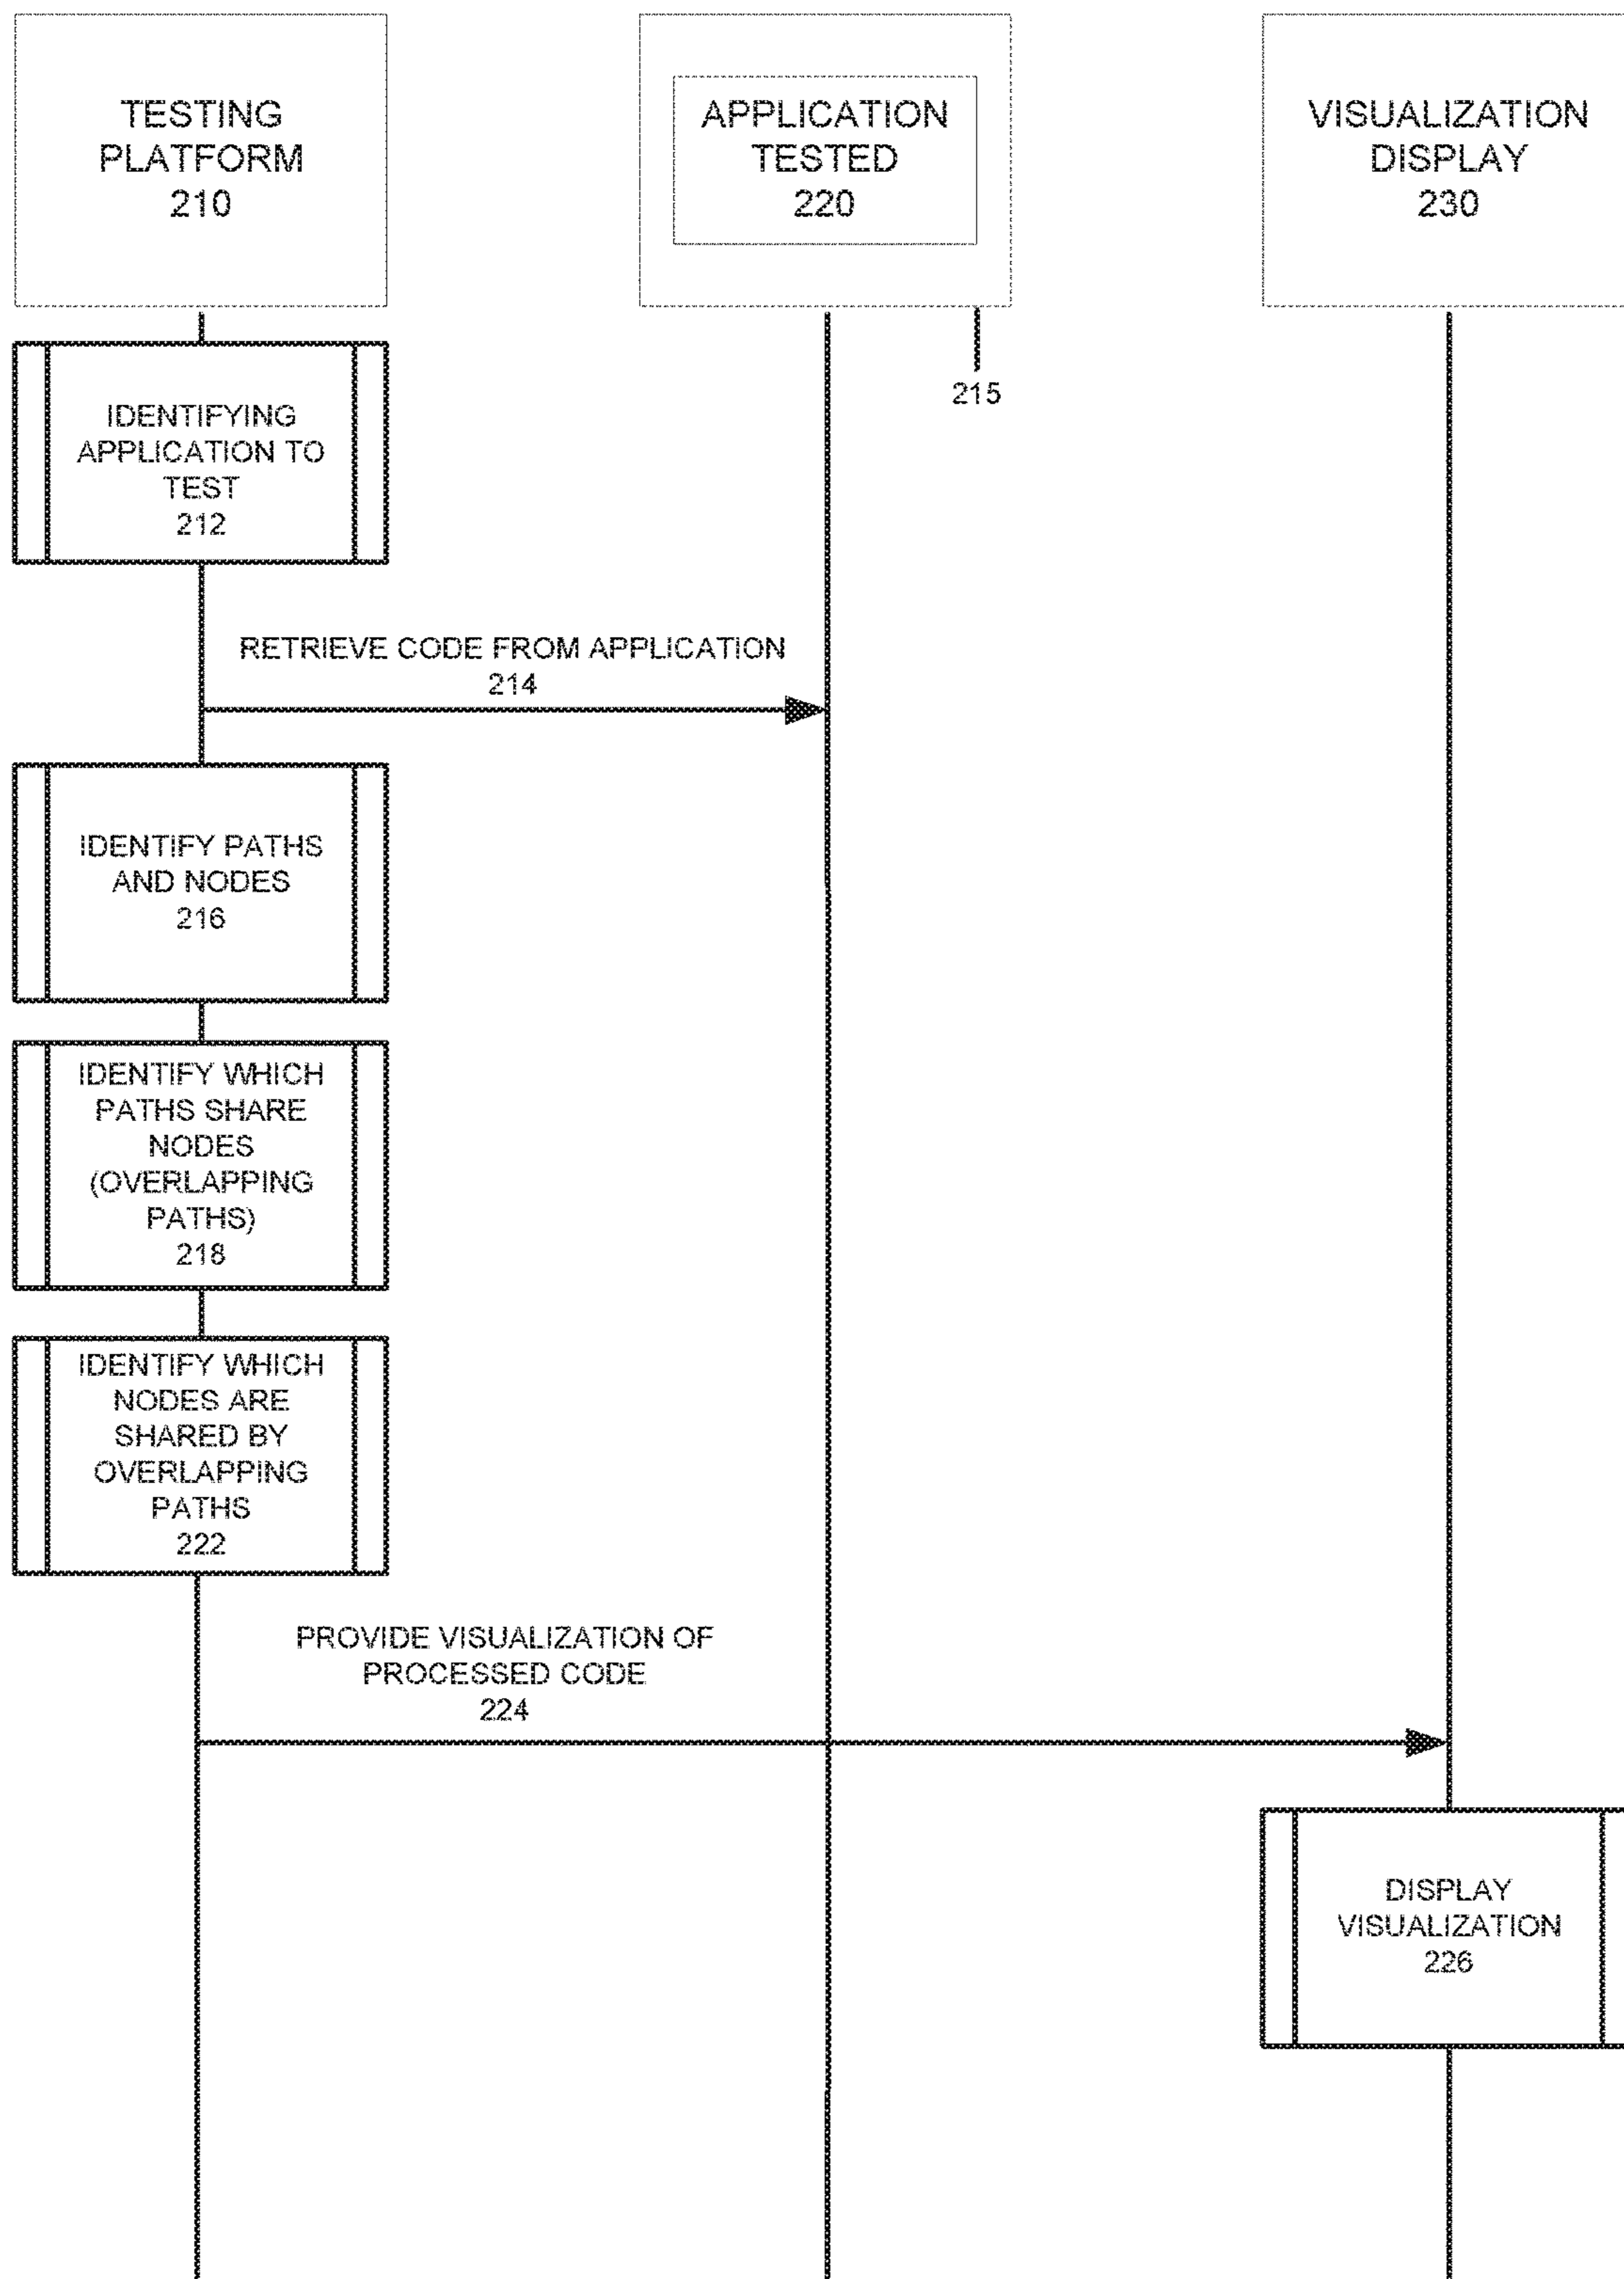 TESTING
PLATFORM
210
APPLICATION
TESTED
220
VISUALIZATION
DISPLAY
230
215
IDENTIFYING
APPLICATION TO
TEST
212
RETRIEVE CODE FROM APPLICATION
214
IDENTIFY PATHS
AND NODES
216
IDENTIFY WHICH
PATHS SHARE
NODES
(OVERLAPPING
PATHS)
218
IDENTIFY WHICH
NODES ARE
SHARED BY
OVERLAPPING
PATHS
222
PROVIDE VISUALIZATION OF
PROCESSED CODE
224
DISPLAY
VISUALIZATION
226